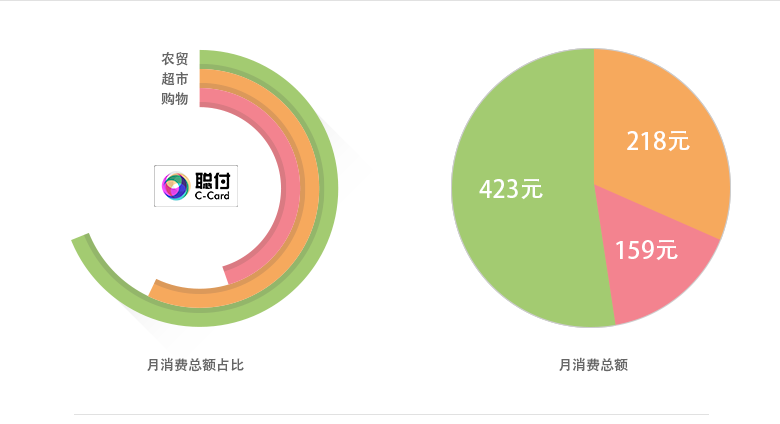 农贸
超市
购物
聪付
C-Card
月消费总额占比
218元
423元
159元
月消费总额